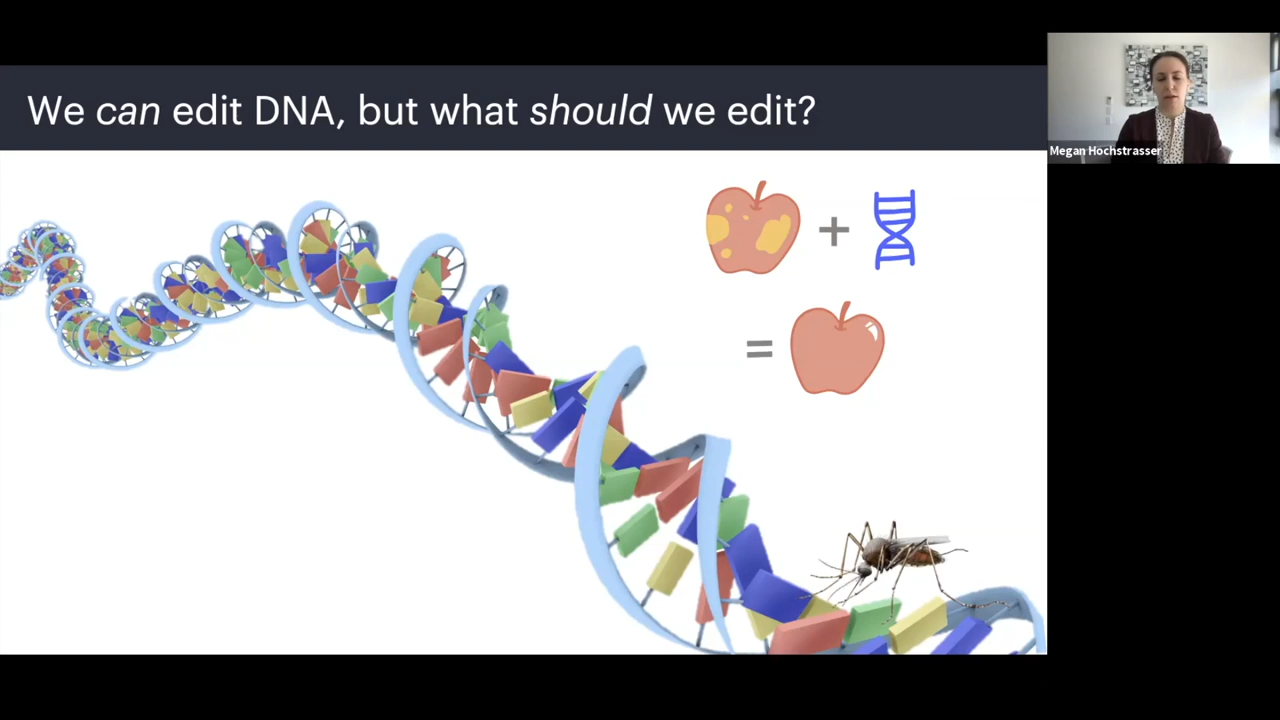 We can edit DNA, but what should we edit?
+
=
Megan Hochstrasser